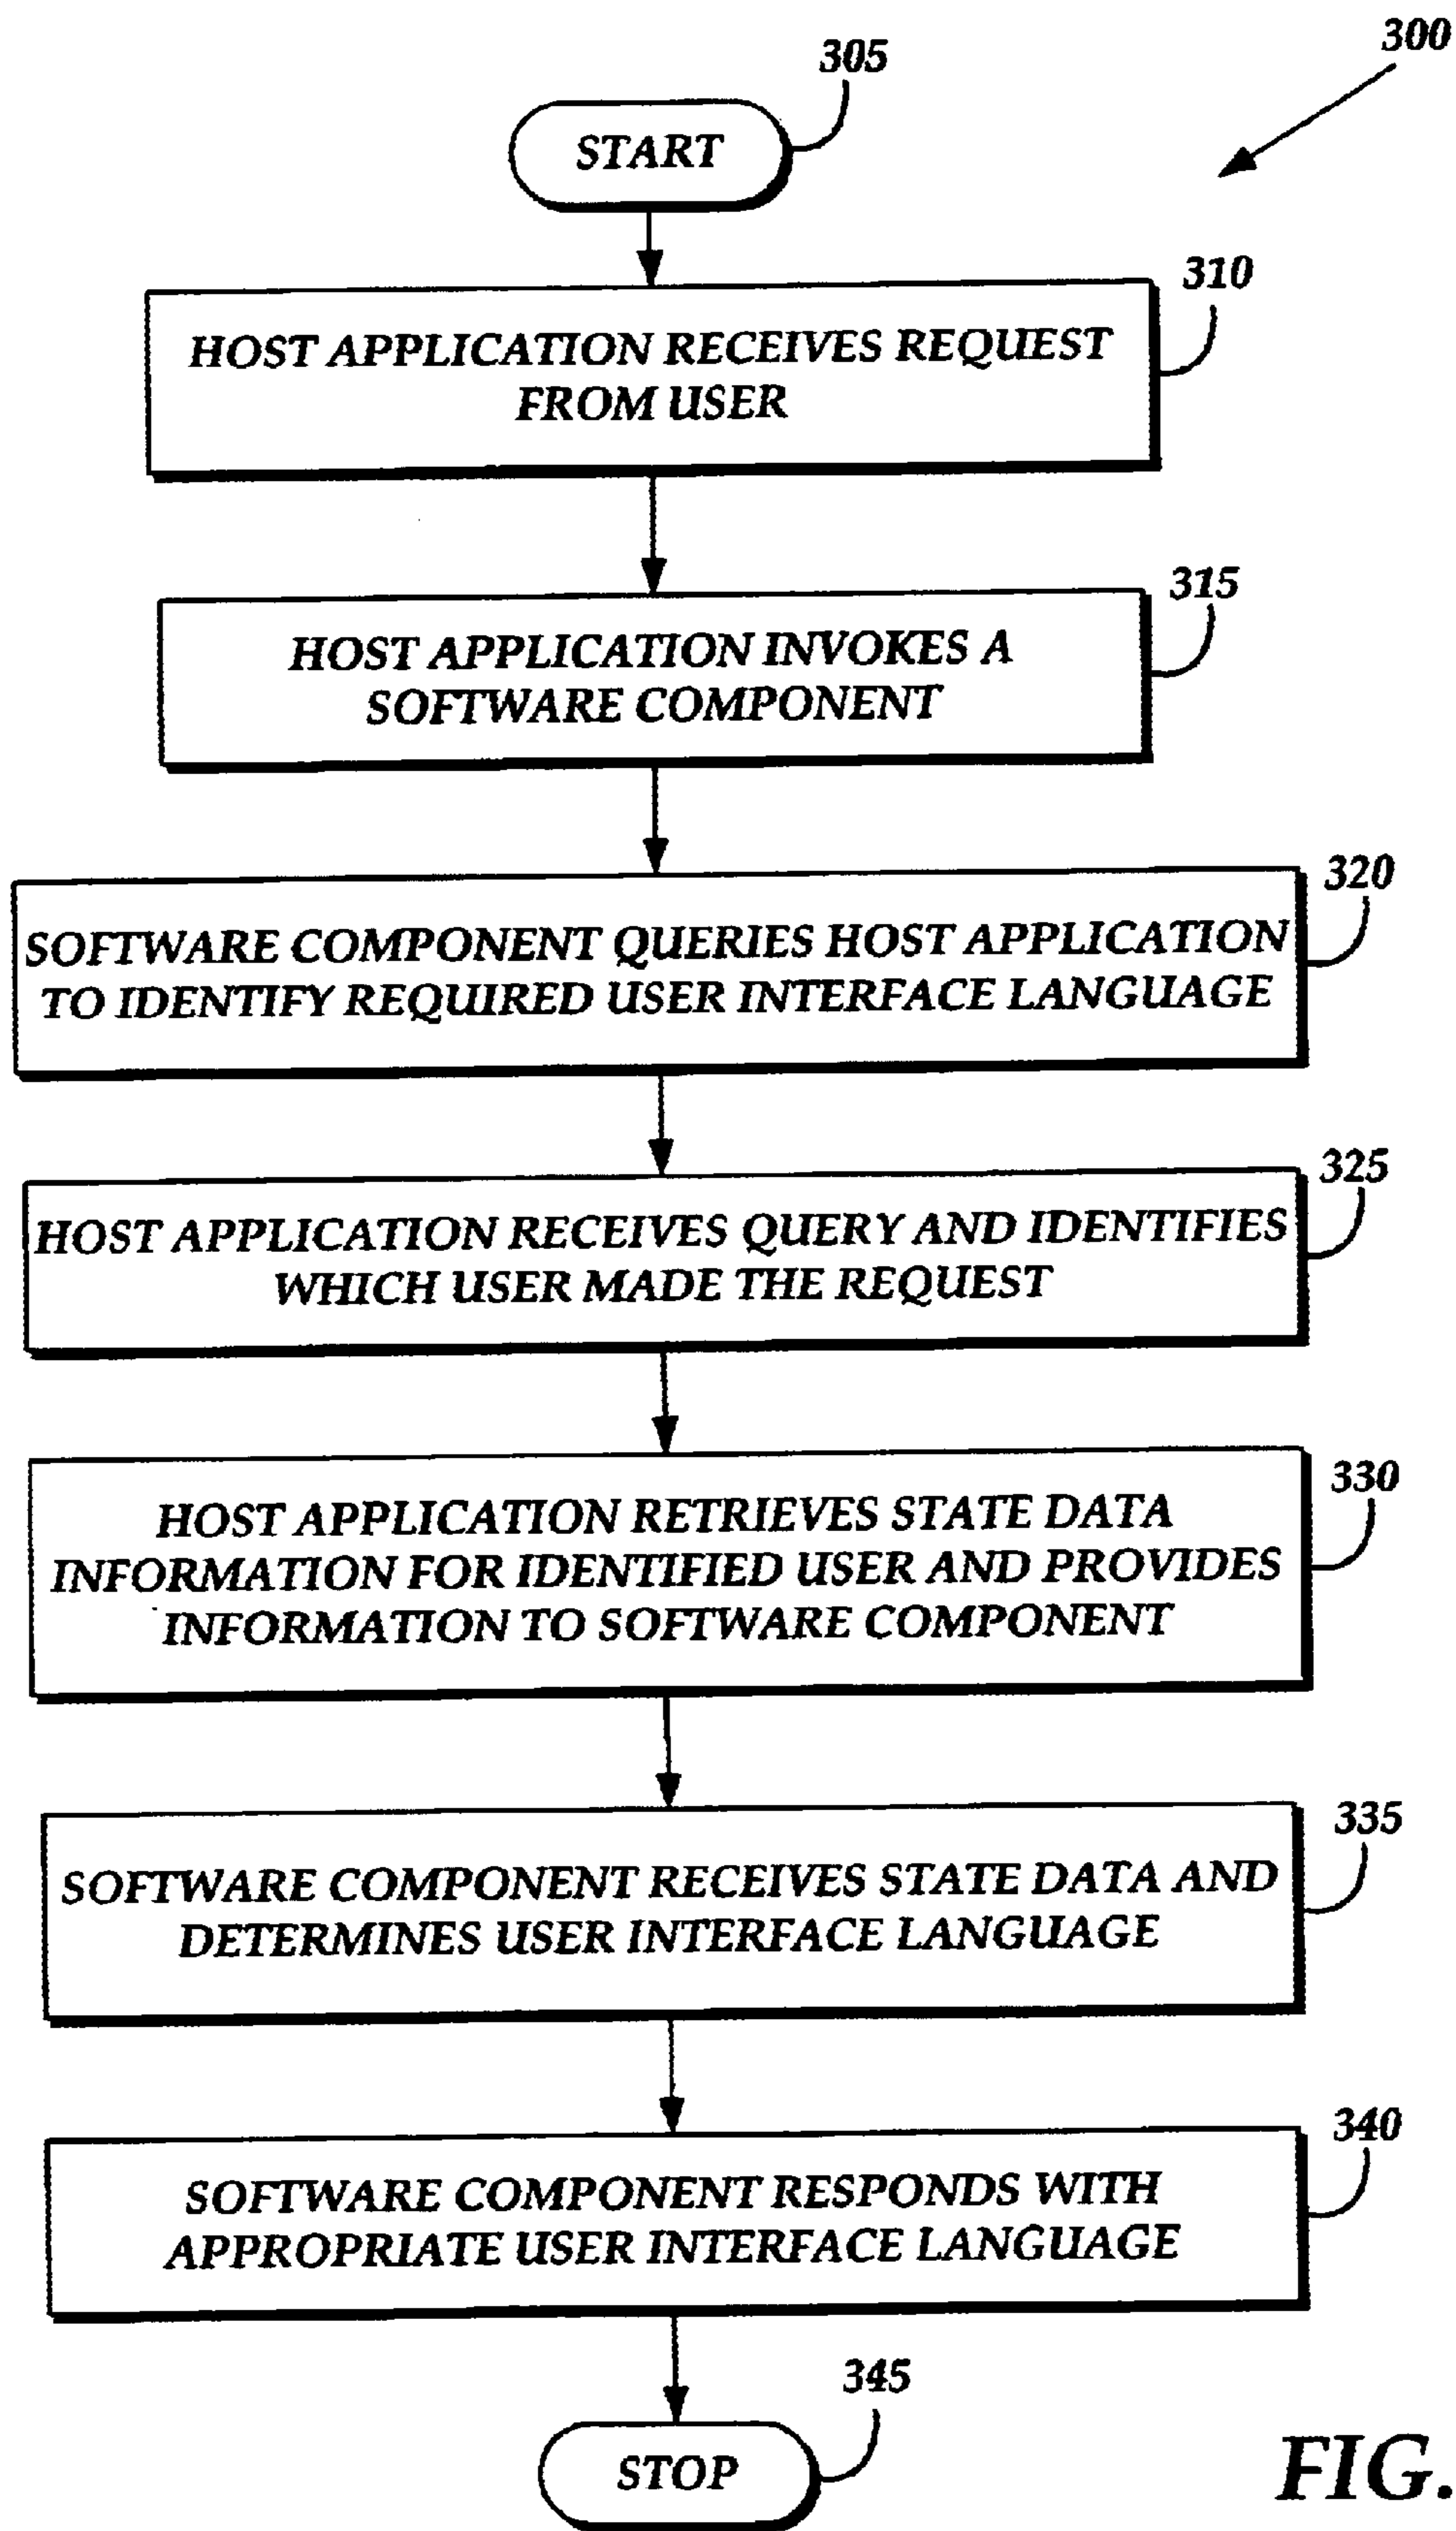 300
305
START
310
HOST APPLICATION RECEIVES REQUEST
FROM USER
315
HOST APPLICATION INVOKES A
SOFTWARE COMPONENT
320
SOFTWARE COMPONENT QUERIES HOST APPLICATION
TO IDENTIFY REQUIRED USER INTERFACE LANGUAGE
325
HOST APPLICATION RECEIVES QUERY AND IDENTIFIES
WHICH USER MADE THE REQUEST
330
HOST APPLICATION RETRIEVES STATE DATA
INFORMATION FOR IDENTIFIED USER AND PROVIDES
INFORMATION TO SOFTWARE COMPONENT
335
SOFTWARE COMPONENT RECEIVES STATE DATA AND
DETERMINES USER INTERFACE LANGUAGE
340
SOFTWARE COMPONENT RESPONDS WITH
APPROPRIATE USER INTERFACE LANGUAGE
345
STOP
FIG.